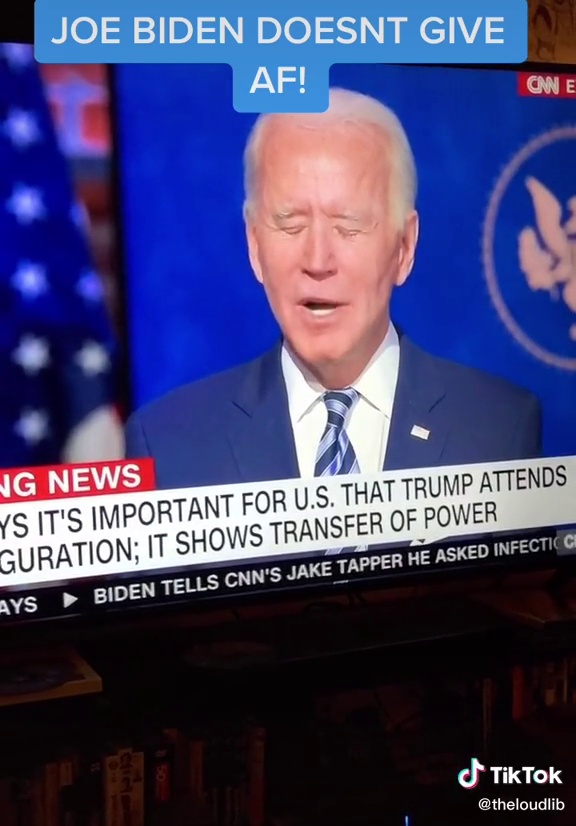 JOE BIDEN DOESNT GIVE
AF!
CNN E
NG NEWS
YS IT'S IMPORTANT FOR U.S. THAT TRUMP ATTENDS
GURATION; IT SHOWS TRANSFER OF POWER
AYS ▶ BIDEN TELLS CNN'S JAKE TAPPER HE ASKED INFECTI
TikTok
@theloudlib